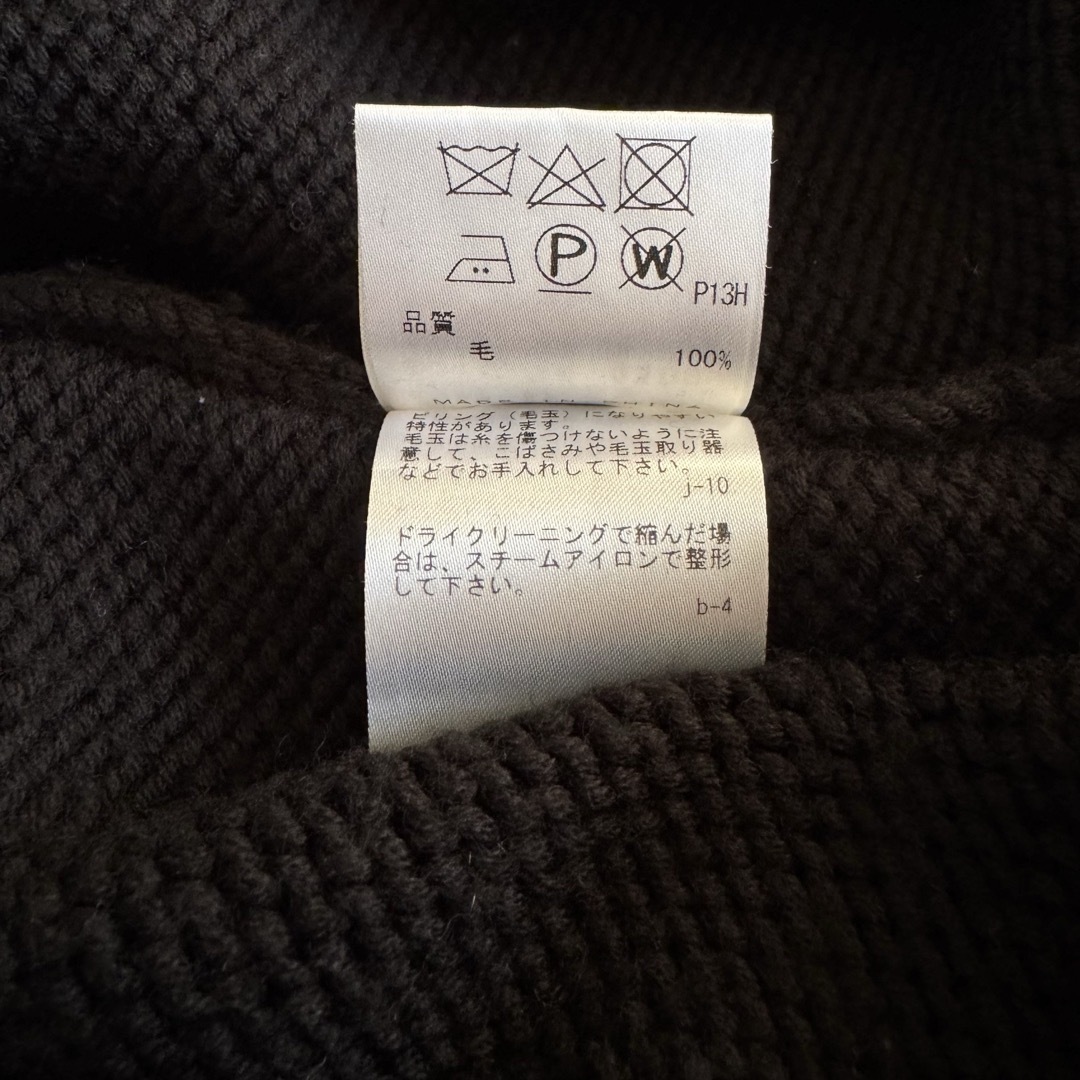 P W
P13H
品質
毛 100%
MADE IN CHINA
ピリング（毛玉）になりやすい
特性があります。
毛玉は糸を傷つけないように注
意して、こばさみや毛玉取り器
などでお手入れして下さい。
j-10
ドライクリーニングで縮んだ場
合は、スチームアイロンで整形
して下さい。
b-4